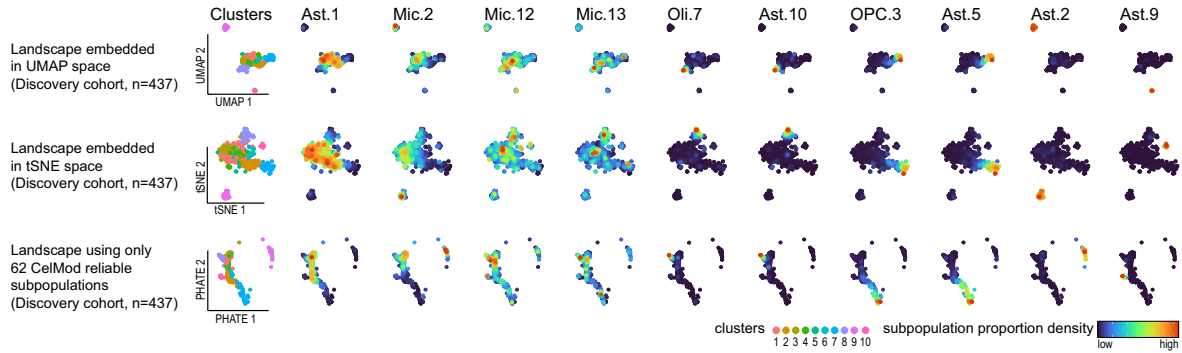 Clusters Ast.1 Mic.2 Mic.12 Mic.13 Oli.7 Ast.10 OPC.3 Ast.5 Ast.2 Ast.9
Landscape embedded
in UMAP space
(Discovery cohort, n=437)
UMAP 2
UMAP 1
Landscape embedded
in tSNE space
(Discovery cohort, n=437)
tSNE 2
tSNE 1
Landscape using only
62 CelMod reliable
subpopulations
(Discovery cohort, n=437)
PHATE 2
PHATE 1
clusters
1 2 3 4 5 6 7 8 9 10
subpopulation proportion density
low high